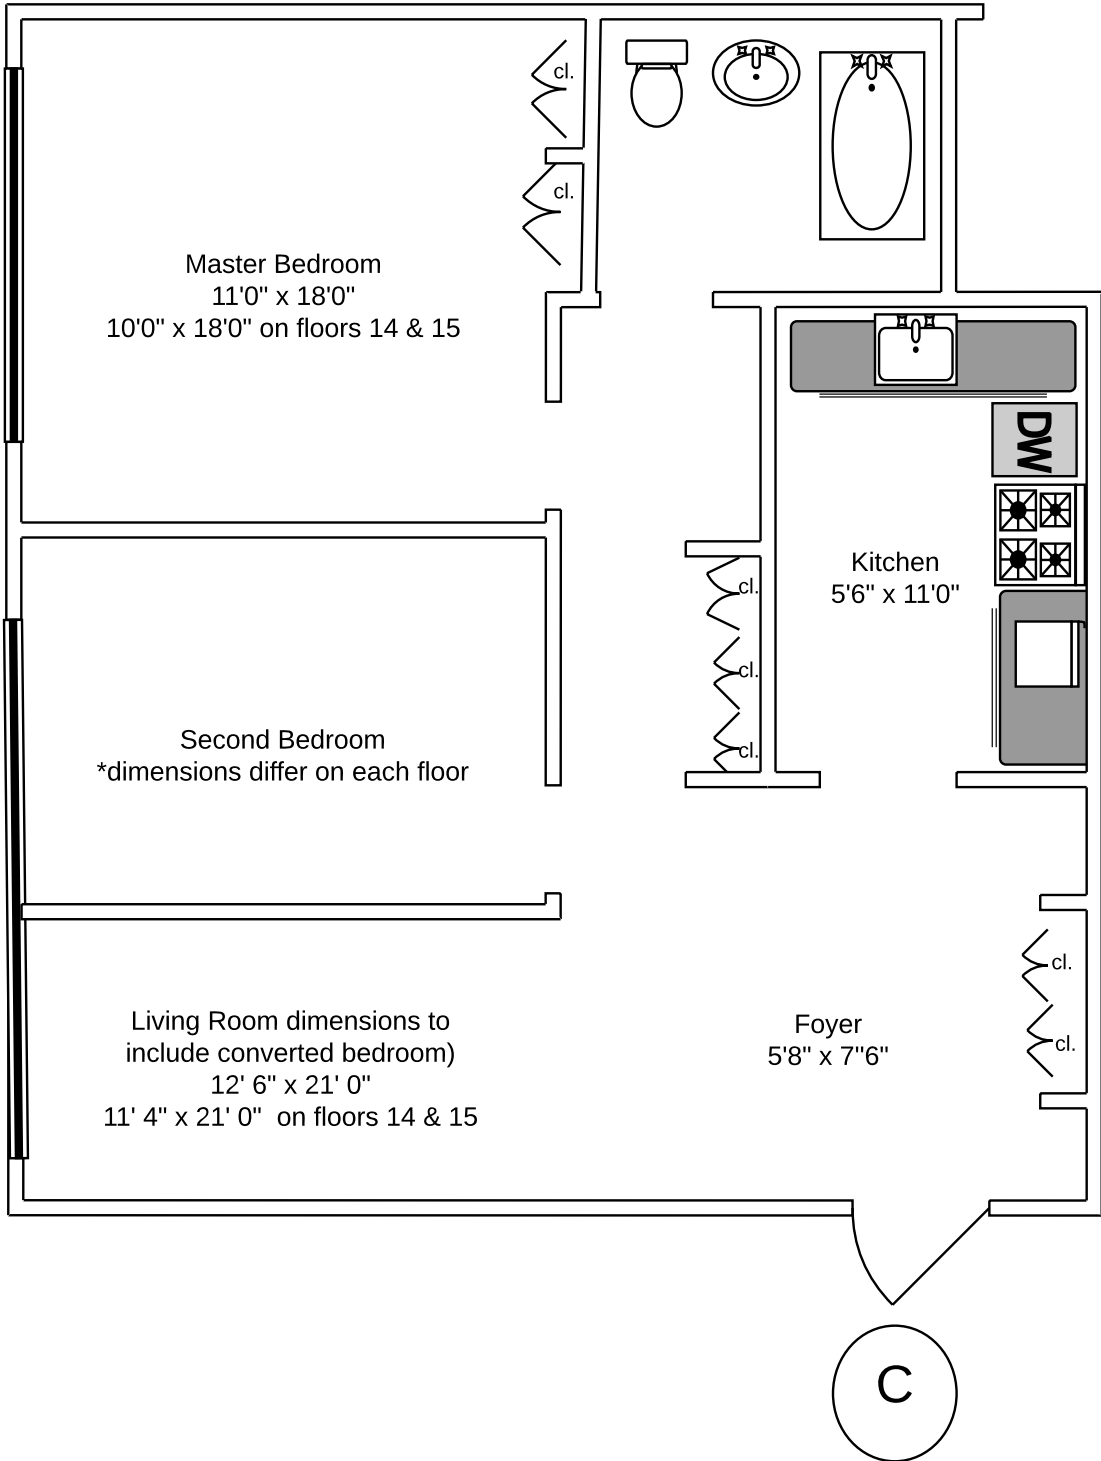 cl.
cl.
Master Bedroom
11'0" x 18'0"
10'0" x 18'0" on floors 14 & 15
DW
Kitchen
5'6" x 11'0"
cl.
cl.
cl.
Second Bedroom
*dimensions differ on each floor
cl.
cl.
Living Room dimensions to
include converted bedroom)
12' 6" x 21' 0"
11' 4" x 21' 0"  on floors 14 & 15
Foyer
5'8" x 7"6"
C